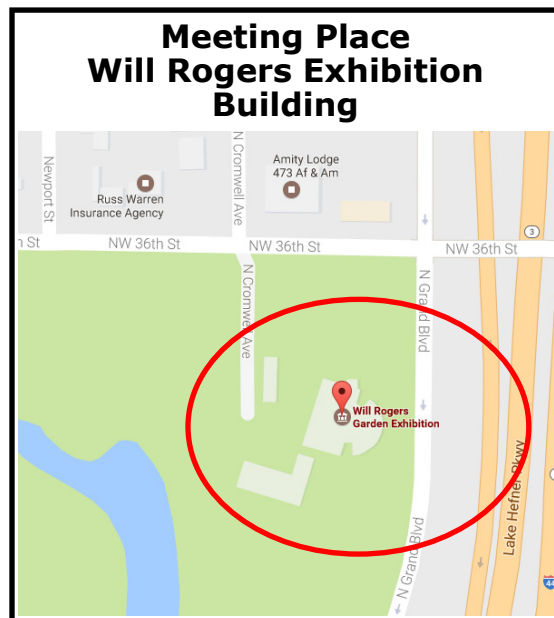 Meeting Place
Will Rogers Exhibition
Building
Newport St
N Cromwell Ave
Amity Lodge
473 Af & Am
Russ Warren
Insurance Agency
h St
NW 36th St
NW 36th St
3
N Cromwell Ave
N Grand Blvd
Will Rogers
Garden Exhibition
Lake Hefner Pkwy
N Grand Blvd
44